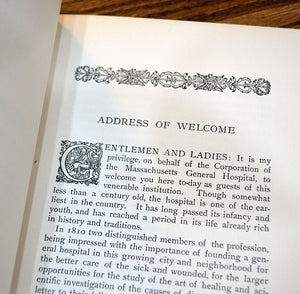 ADDRESS OF WELCOME
GENTLEMEN AND LADIES: It is my
privilege, on behalf of the Corporation of
the Massachusetts General Hospital, to
welcome you here today as guests of this
venerable institution. Though somewhat
less than a century old, the hospital is one of the ear-
liest in the country. It has long passed its infancy and
youth, and has reached a period in its life already rich
in history and traditions.
In 1810 two distinguished members of the profession,
being impressed with the importance of founding a gen-
eral hospital in this growing city and neighborhood for
the better care of the sick and wounded, for the larger
opportunities for the study of the art of healing and sci-
entific investigation of the causes of
letter to their